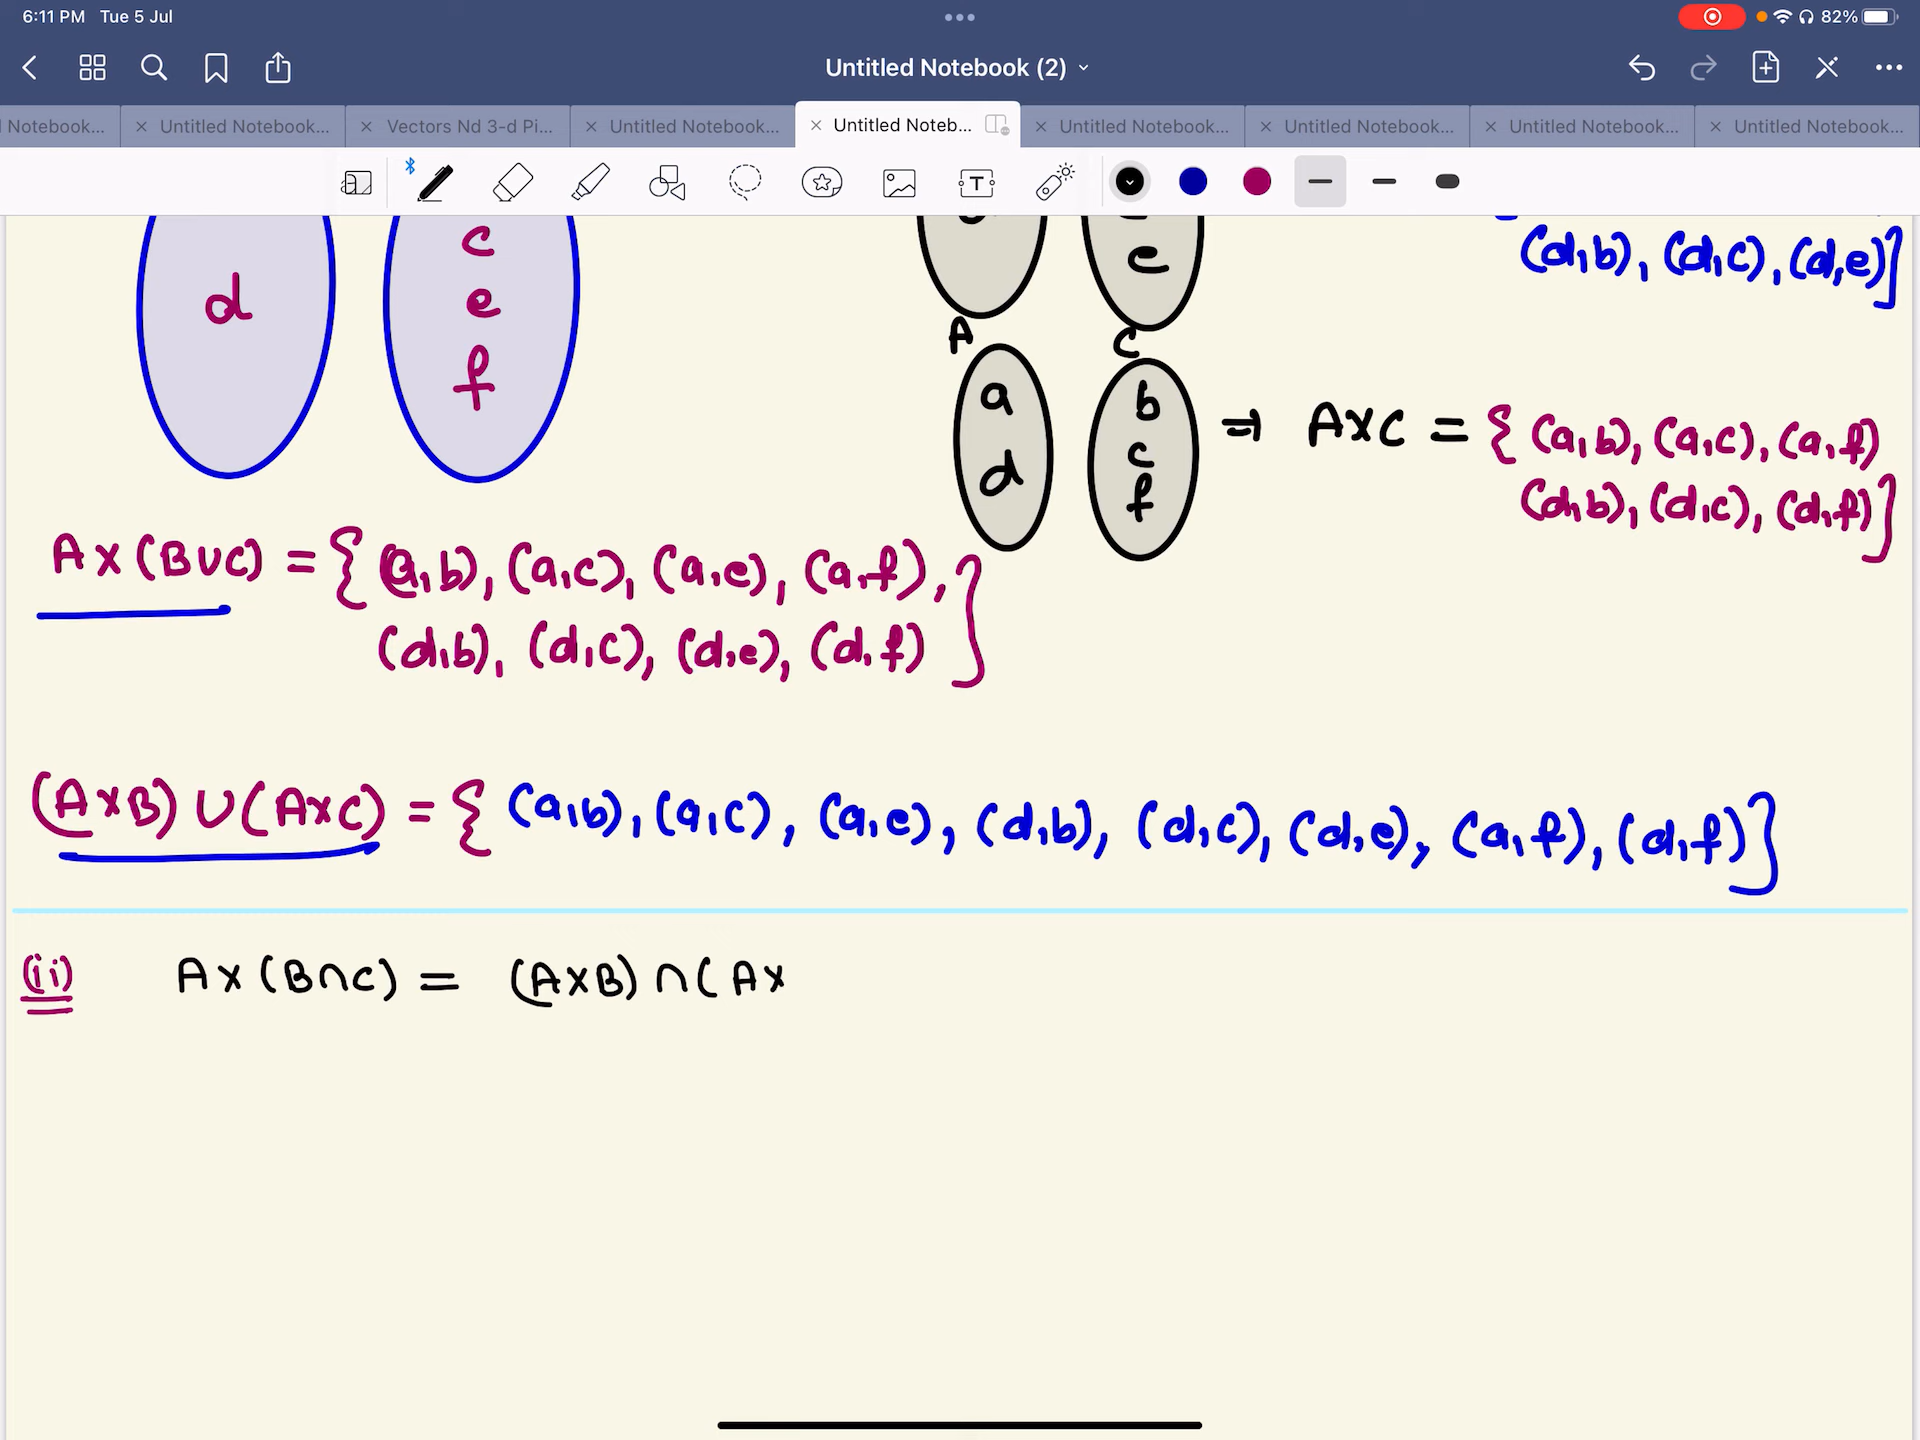 6:11 PM Tue 5 Jul
82%
Untitled Notebook (2)
Notebook... Untitled Notebook... Vectors Nd 3-d Pi... Untitled Notebook... Untitled Noteb... Untitled Notebook... Untitled Notebook... Untitled Notebook... Untitled Notebook...
T
d
c
e
f
e
(d,b), (d,c), (d,e)}
A C
a
d
b
c
f
⇒ A×C = { (a,b), (a,c), (a,f)
(d,b), (d,c), (d,f)}
A×(B∪C) = { (a,b), (a,c), (a,e), (a,f),
(d,b), (d,c), (d,e), (d,f) }
(A×B) ∪ (A×C) = { (a,b), (a,c), (a,e), (d,b), (d,c), (d,e), (a,f), (d,f) }
(ii) A×(B∩C) = (A×B) ∩ ( A×